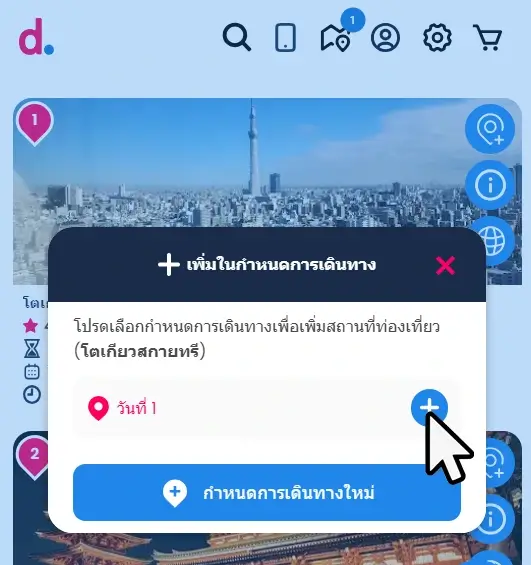 d.
1
1
เพิ่มในกำหนดการเดินทาง
โปรดเลือกกำหนดการเดินทางเพื่อเพิ่มสถานที่ท่องเที่ยว
(โตเกียวสกายทรี)
วันที่ 1
กำหนดการเดินทางใหม่
2